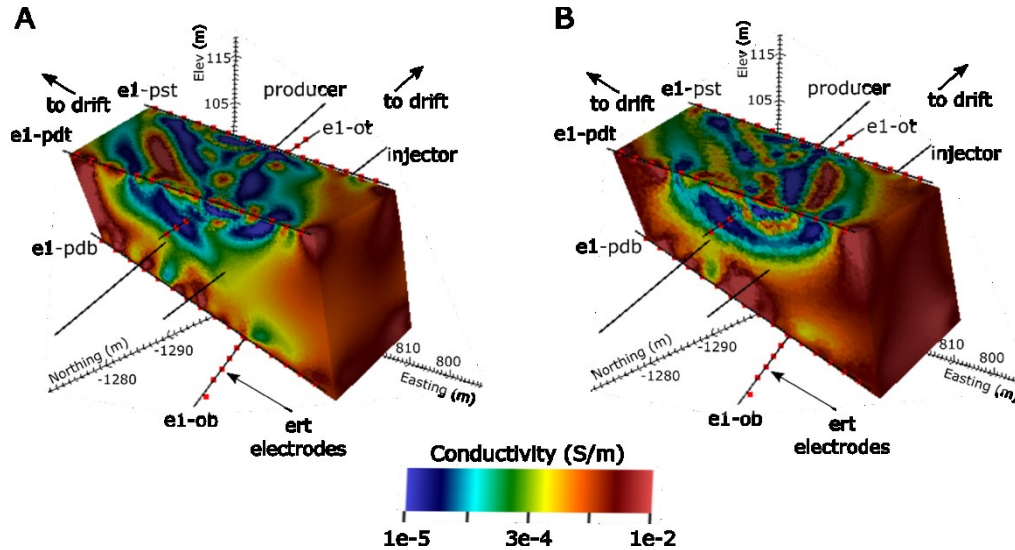 A
Elev (m)
115
105
to drift
e1-pst
producer
to drift
e1-ot
e1-pdt
injector
e1-pdb
Northing (m)
-1290
-1280
810
800
Easting (m)
e1-ob
ert
electrodes
B
Elev (m)
115
105
to drift
e1-pst
producer
to drift
e1-ot
e1-pdt
injector
e1-pdb
Northing (m)
-1290
-1280
810
800
Easting (m)
e1-ob
ert
electrodes
Conductivity (S/m)
1e-5
3e-4
1e-2